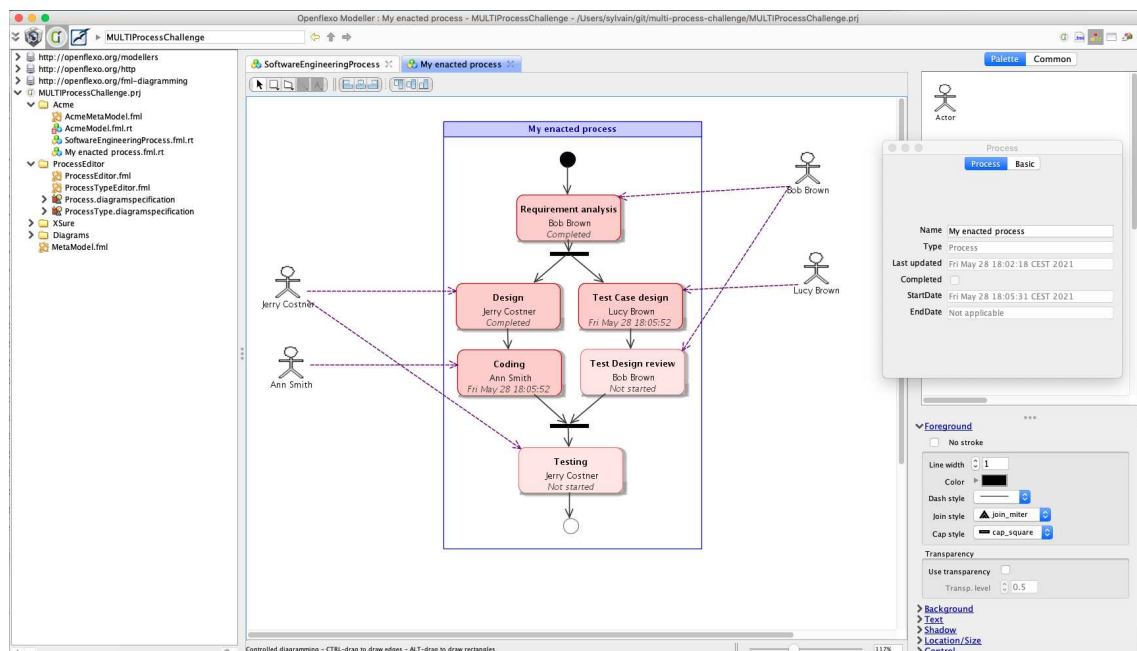 Openflexo Modeller : My enacted process - MULTIProcessChallenge - /Users/sylvain/git/multi-process-challenge/MULTIProcessChallenge.prj
MULTIProcessChallenge
http://openflexo.org/modellers
http://openflexo.org/http
http://openflexo.org/fml-diagramming
MULTIProcessChallenge.prj
Acme
AcmeMetaModel.fml
AcmeModel.fml.rt
SoftwareEngineeringProcess.fml.rt
My enacted process.fml.rt
ProcessEditor
ProcessEditor.fml
ProcessTypeEditor.fml
Process.diagramspecification
ProcessType.diagramspecification
XSure
Diagrams
MetaModel.fml
SoftwareEngineeringProcess
My enacted process
My enacted process
Requirement analysis
Bob Brown
Completed
Design
Jerry Costner
Completed
Test Case design
Lucy Brown
Fri May 28 18:05:52
Coding
Ann Smith
Fri May 28 18:05:52
Test Design review
Bob Brown
Not started
Testing
Jerry Costner
Not started
Jerry Costner
Ann Smith
Bob Brown
Lucy Brown
Controlled diagramming - CTRL-drag to draw edges - ALT-drag to draw rectangles
112%
Palette Common
Actor
Process
Process Basic
Name My enacted process
Type Process
Last updated Fri May 28 18:02:18 CEST 2021
Completed
StartDate Fri May 28 18:05:31 CEST 2021
EndDate Not applicable
Foreground
No stroke
Line width 1
Color
Dash style
Join style join_miter
Cap style cap_square
Transparency
Use transparency
Transp. level 0.5
Background
Text
Shadow
Location/Size
Control